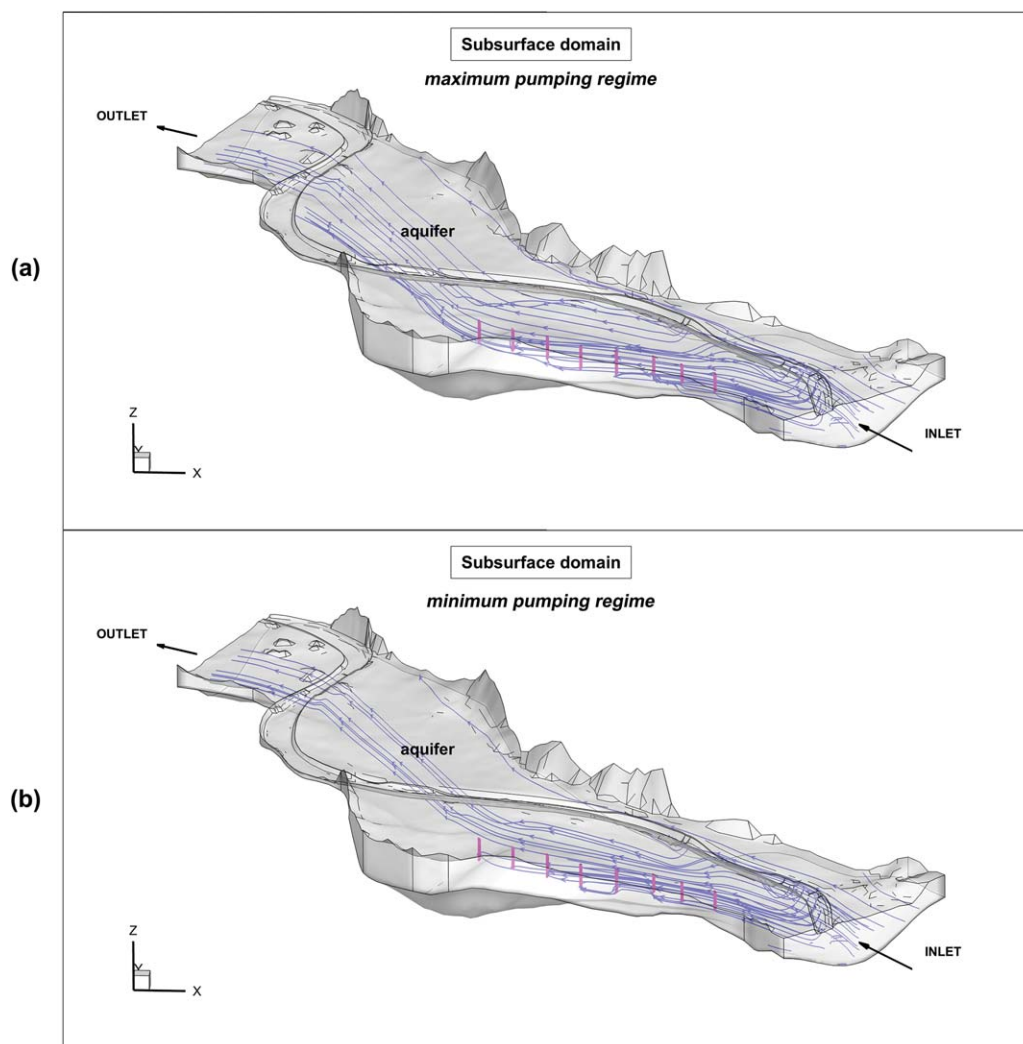 Subsurface domain
maximum pumping regime
OUTLET
aquifer
(a)
INLET
Z
Y
X
Subsurface domain
minimum pumping regime
OUTLET
aquifer
(b)
INLET
Z
Y
X